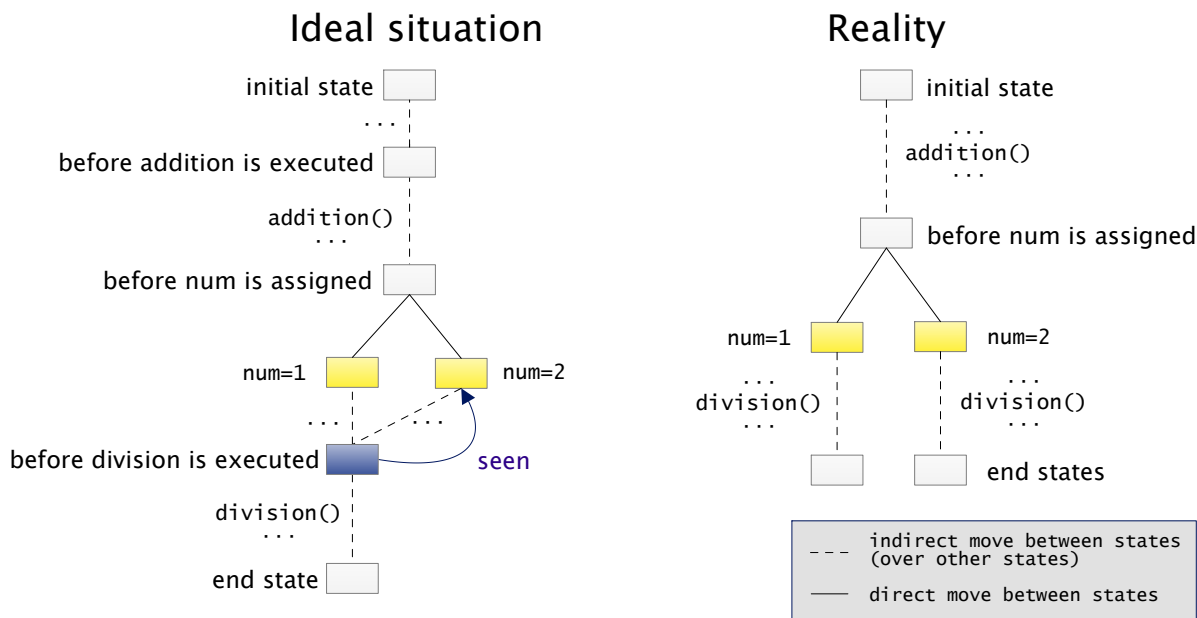 Ideal situation
initial state
...
before addition is executed
addition()
...
before num is assigned
num=1
num=2
...
...
before division is executed
seen
division()
...
end state
Reality
initial state
...
addition()
...
before num is assigned
num=1
num=2
...
division()
...
...
division()
...
end states
indirect move between states
(over other states)
direct move between states